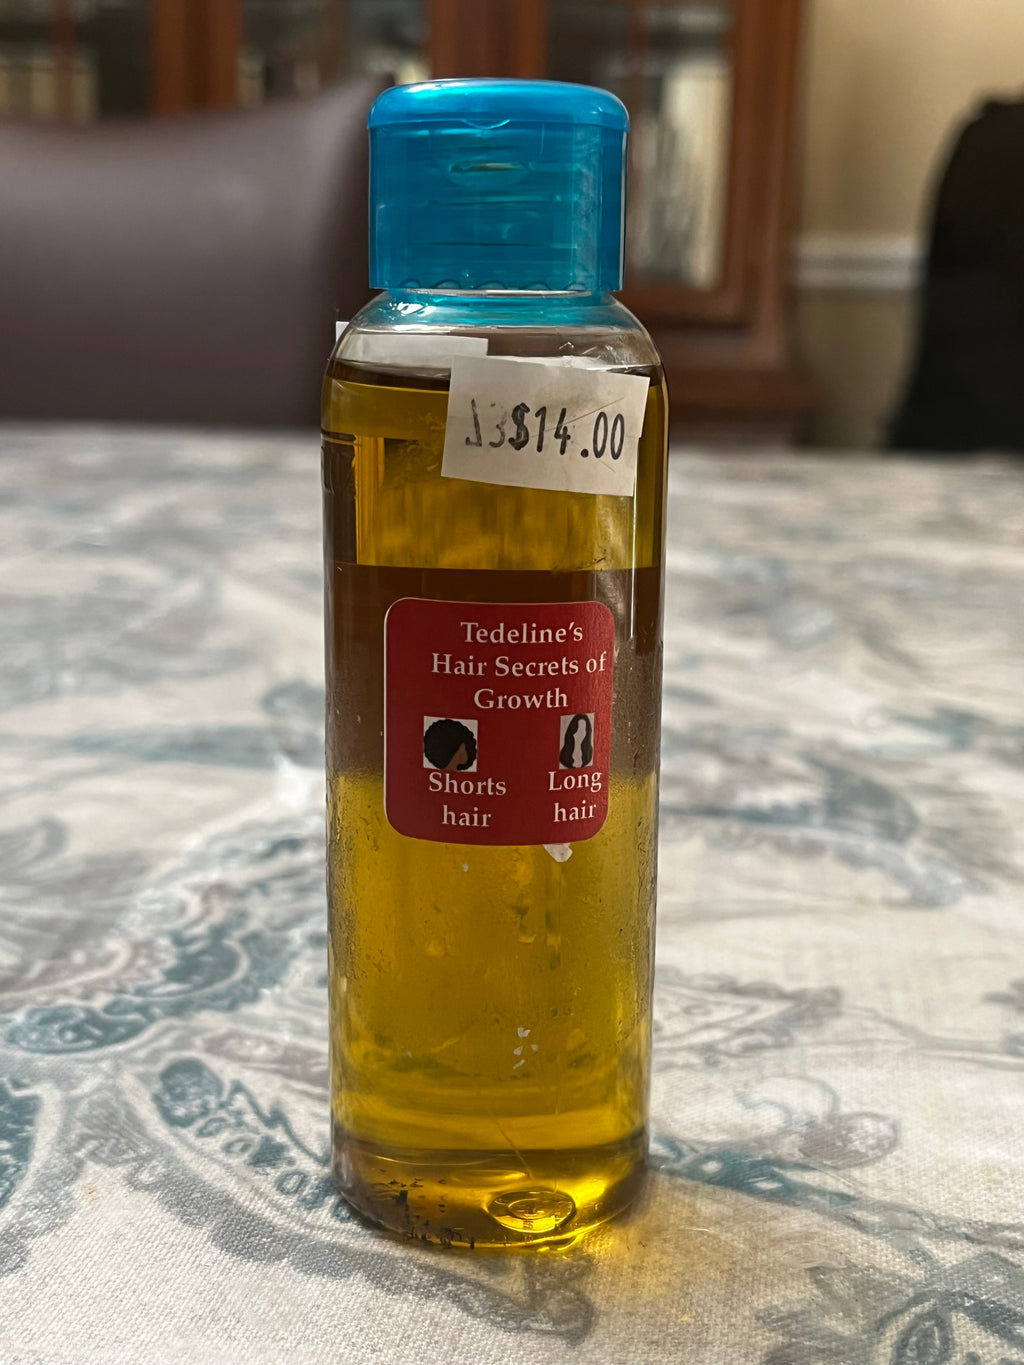 $14.00
Tedeline's
Hair Secrets of
Growth
Shorts
hair
Long
hair